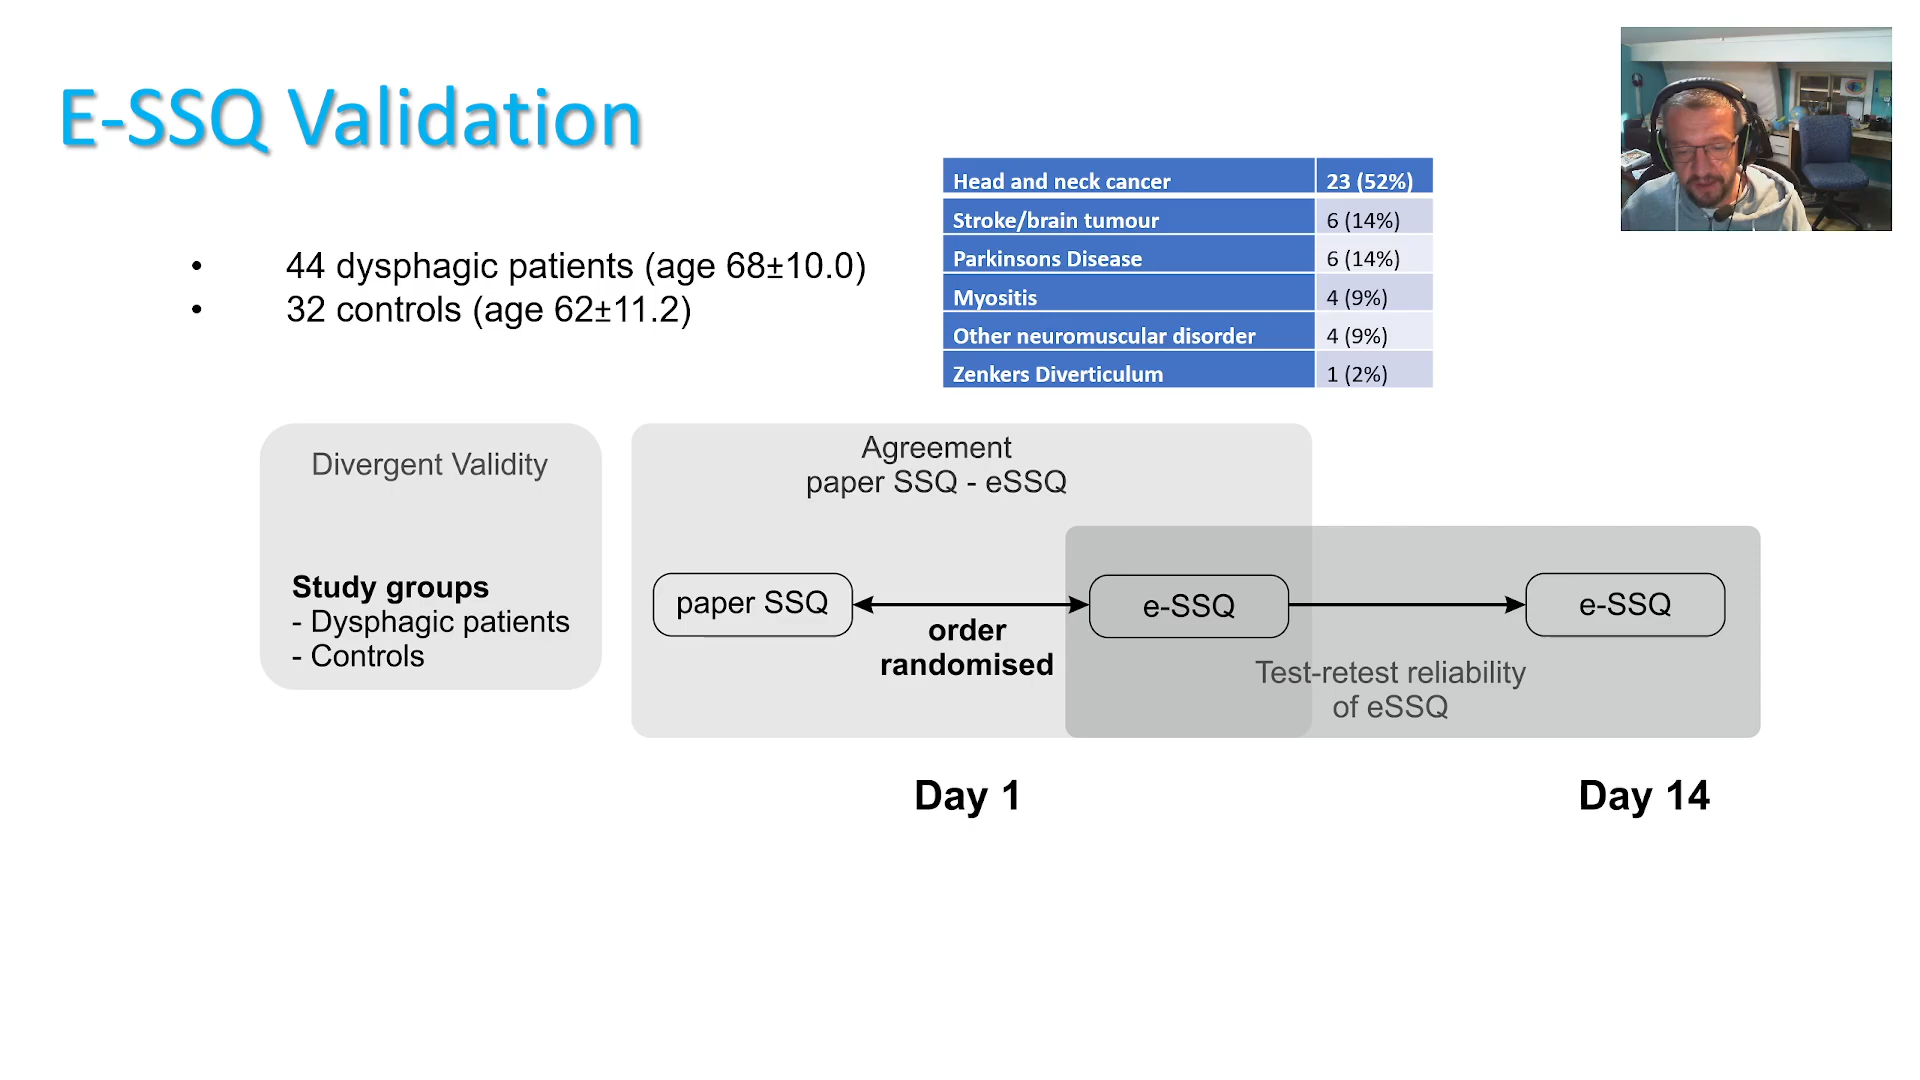 E-SSQ Validation
• 44 dysphagic patients (age 68±10.0)
• 32 controls (age 62±11.2)
Head and neck cancer 23 (52%)
Stroke/brain tumour 6 (14%)
Parkinsons Disease 6 (14%)
Myositis 4 (9%)
Other neuromuscular disorder 4 (9%)
Zenkers Diverticulum 1 (2%)
Divergent Validity
Study groups
- Dysphagic patients
- Controls
Agreement
paper SSQ - eSSQ
paper SSQ
order
randomised
e-SSQ
e-SSQ
Test-retest reliability
of eSSQ
Day 1
Day 14